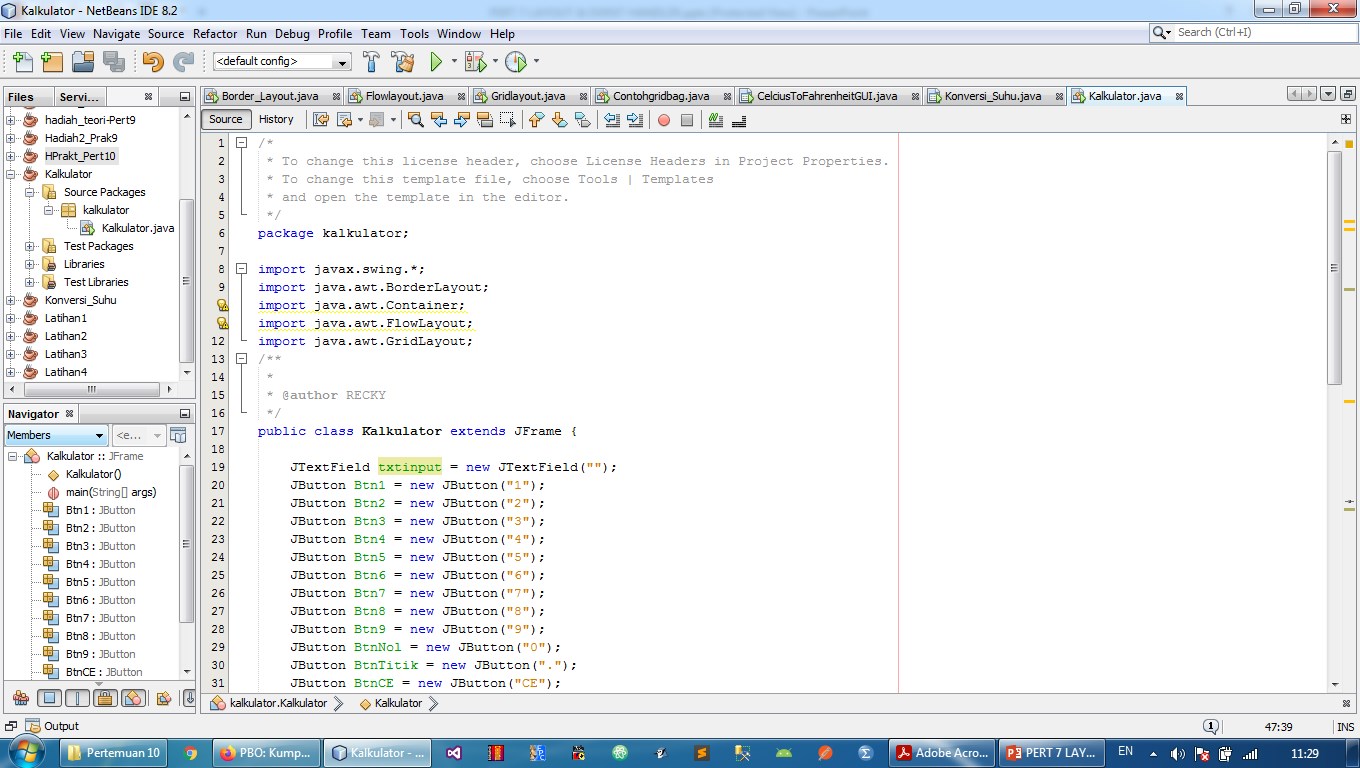 Kalkulator - NetBeans IDE 8.2
File Edit View Navigate Source Refactor Run Debug Profile Team Tools Window Help
Search (Ctrl+I)
<default config>
Files Servi...
Border_Layout.java Flowlayout.java Gridlayout.java Contohgridbag.java CelciusToFahrenheitGUI.java Konversi_Suhu.java Kalkulator.java
Source History
hadiah_teori-Pert9
Hadiah2_Prak9
HPrakt_Pert10
Kalkulator
Source Packages
kalkulator
Kalkulator.java
Test Packages
Libraries
Test Libraries
Konversi_Suhu
Latihan1
Latihan2
Latihan3
Latihan4
Navigator
Members <e...
Kalkulator :: JFrame
Kalkulator()
main(String[] args)
Btn1 : JButton
Btn2 : JButton
Btn3 : JButton
Btn4 : JButton
Btn5 : JButton
Btn6 : JButton
Btn7 : JButton
Btn8 : JButton
Btn9 : JButton
BtnCE : JButton
1 /*
2 * To change this license header, choose License Headers in Project Properties.
3 * To change this template file, choose Tools | Templates
4 * and open the template in the editor.
5 */
6 package kalkulator;
7
8 import javax.swing.*;
9 import java.awt.BorderLayout;
import java.awt.Container;
import java.awt.FlowLayout;
12 import java.awt.GridLayout;
13 /**
14 *
15 * @author RECKY
16 */
17 public class Kalkulator extends JFrame {
18
19 JTextField txtinput = new JTextField("");
20 JButton Btn1 = new JButton("1");
21 JButton Btn2 = new JButton("2");
22 JButton Btn3 = new JButton("3");
23 JButton Btn4 = new JButton("4");
24 JButton Btn5 = new JButton("5");
25 JButton Btn6 = new JButton("6");
26 JButton Btn7 = new JButton("7");
27 JButton Btn8 = new JButton("8");
28 JButton Btn9 = new JButton("9");
29 JButton BtnNol = new JButton("0");
30 JButton BtnTitik = new JButton(".");
31 JButton BtnCE = new JButton("CE");
kalkulator.Kalkulator Kalkulator
Output
1 47:39 INS
Pertemuan 10 PBO: Kump... Kalkulator - ... Adobe Acro... PERT 7 LAY... EN 11:29